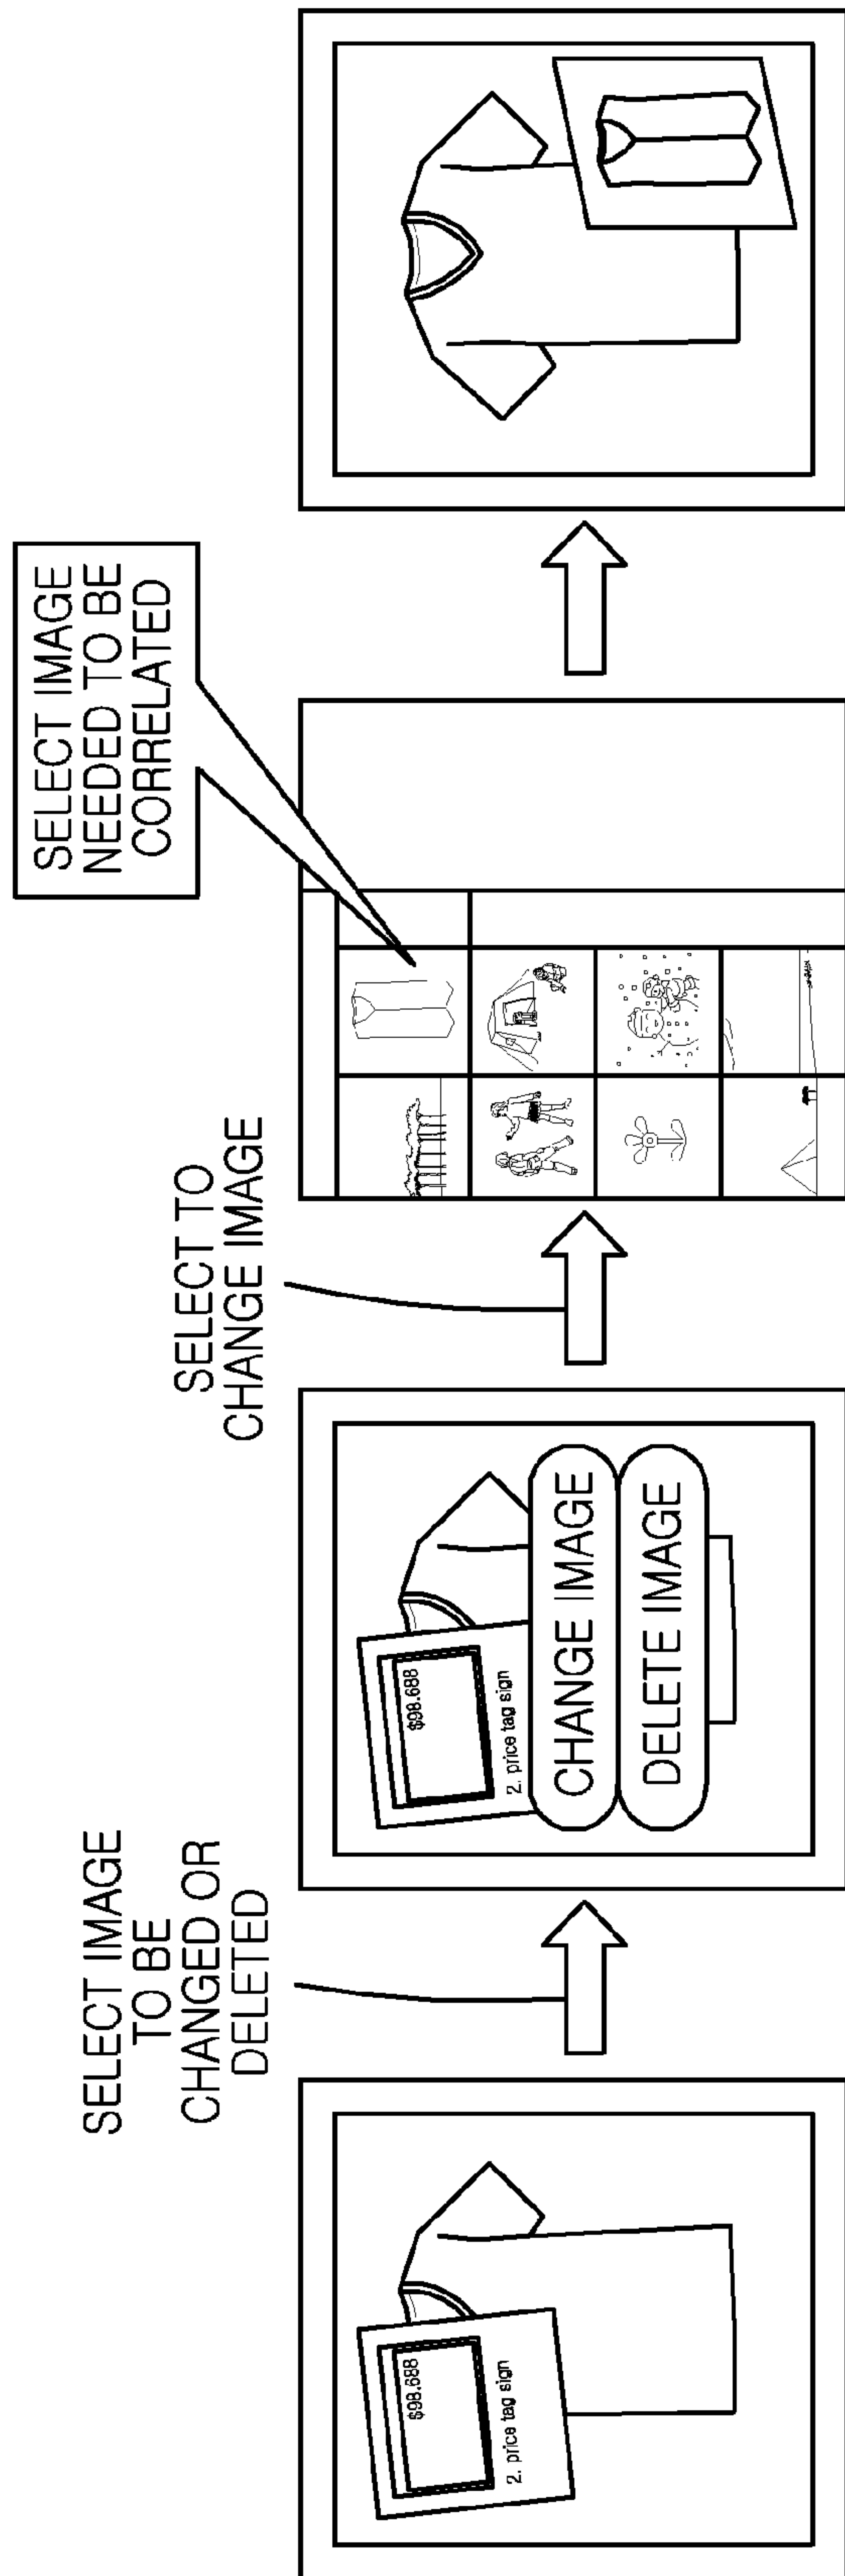 SELECT IMAGE
TO BE
CHANGED OR
DELETED
SELECT TO
CHANGE IMAGE
SELECT IMAGE
NEEDED TO BE
CORRELATED
$98.688
2. price tag sign
$98.688
2. price tag sign
CHANGE IMAGE
DELETE IMAGE